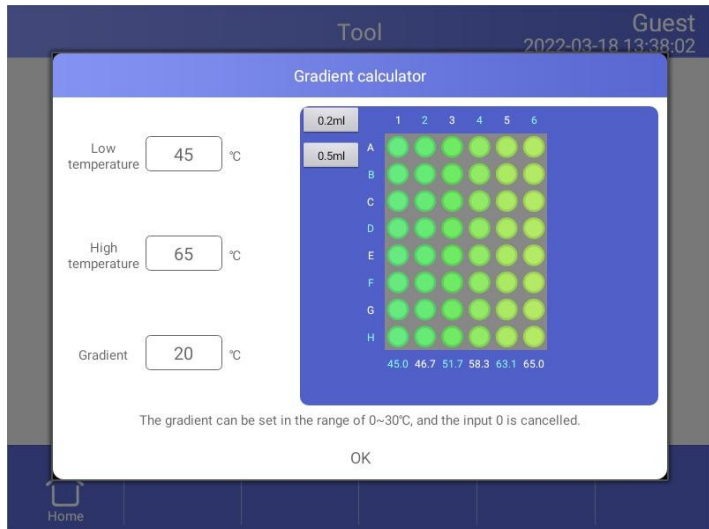 Tool
Guest
2022-03-18 13:38:02
Gradient calculator
Low
temperature
45
℃
High
temperature
65
℃
Gradient
20
℃
0.2ml
0.5ml
1 2 3 4 5 6
A
B
C
D
E
F
G
H
45.0 46.7 51.7 58.3 63.1 65.0
The gradient can be set in the range of 0~30℃, and the input 0 is cancelled.
OK
Home